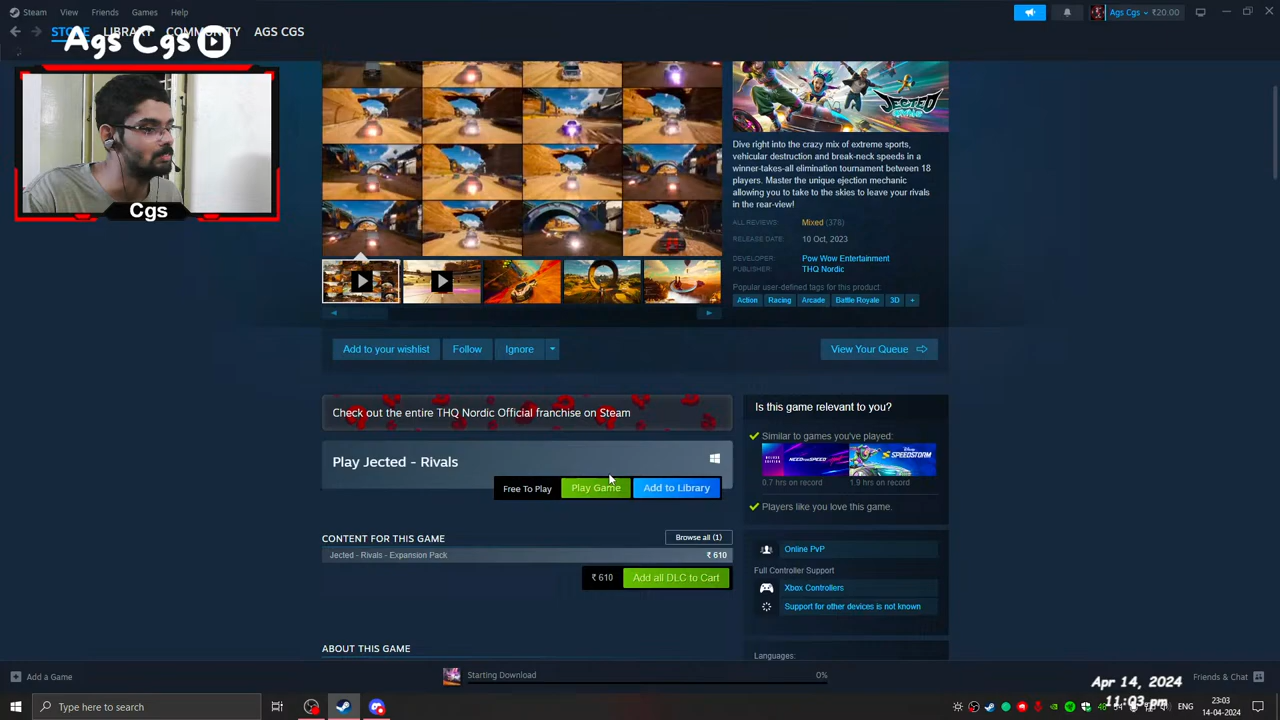 Steam View Friends Games Help
Ags Cgs ₹20.00
STORE LIBRARY COMMUNITY AGS CGS
Ags Cgs
Cgs
JECTED
Dive right into the crazy mix of extreme sports,
vehicular destruction and break-neck speeds in a
winner-takes-all elimination tournament between 18
players. Master the unique ejection mechanic
allowing you to take to the skies to leave your rivals
in the rear-view!
ALL REVIEWS: Mixed (378)
RELEASE DATE: 10 Oct, 2023
DEVELOPER: Pow Wow Entertainment
PUBLISHER: THQ Nordic
Popular user-defined tags for this product:
Action Racing Arcade Battle Royale 3D +
Add to your wishlist Follow Ignore View Your Queue
Check out the entire THQ Nordic Official franchise on Steam
Play Jected - Rivals
Free To Play Play Game Add to Library
CONTENT FOR THIS GAME Browse all (1)
Jected - Rivals - Expansion Pack ₹ 610
₹ 610 Add all DLC to Cart
ABOUT THIS GAME
Is this game relevant to you?
Similar to games you've played:
NEED FOR SPEED SPEEDSTORM
0.7 hrs on record 1.9 hrs on record
Players like you love this game.
Online PvP
Full Controller Support
Xbox Controllers
Support for other devices is not known
Languages:
Add a Game Starting Download 0% Friends & Chat
Apr 14, 2024
11:03 pm
Type here to search ENG 23:03
14-04-2024